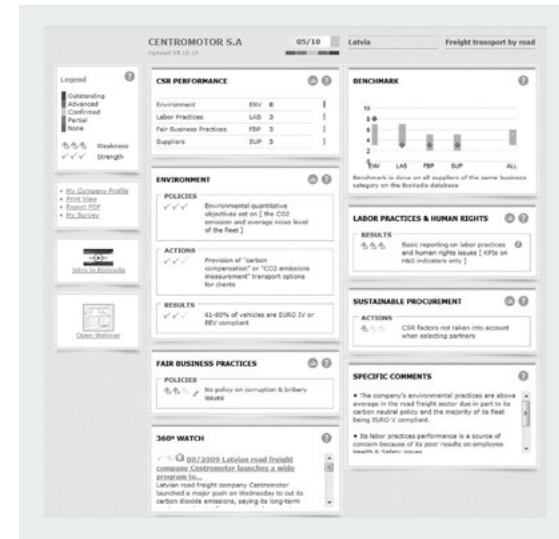 CENTROMOTOR S.A
05/10
Latvia
Freight transport by road
Legend
Outstanding
Advanced
Confirmed
Partial
None
Weakness
Strength
• My Company Profile
• Print View
• Export PDF
• My Survey
Intro to EcoVadis
Open Webinar
CSR PERFORMANCE
Environment ENV 8
Labor Practices LAB 3
Fair Business Practices FBP 3
Suppliers SUP 3
ENVIRONMENT
POLICIES
Environmental quantitative
objectives set on [ the CO2
emission and average noise level
of the fleet ]
ACTIONS
Provision of "carbon
compensation" or "CO2 emissions
measurement" transport options
for clients
RESULTS
61-80% of vehicles are EURO IV or
EEV compliant
FAIR BUSINESS PRACTICES
POLICIES
No policy on corruption & bribery
issues
360° WATCH
00/2009 Latvian road freight
company Centromotor launches a wide
program to...
Latvian road freight company Centromotor
launched a major push on Wednesday to cut its
carbon dioxide emissions, saying its long-term
BENCHMARK
10
8
6
4
2
ENV LAB FBP SUP ALL
Benchmark is done on all suppliers of the same business
category on the EcoVadis database
LABOR PRACTICES & HUMAN RIGHTS
RESULTS
Basic reporting on labor practices
and human rights issues [ KPIs on
H&S indicators only ]
SUSTAINABLE PROCUREMENT
ACTIONS
CSR factors not taken into account
when selecting partners
SPECIFIC COMMENTS
• The company's environmental practices are above
average in the road freight sector due in part to its
carbon neutral policy and the majority of its fleet
being EURO V compliant.
• Its labor practices performance is a source of
concern because of its poor results on employee
Health & Safety issues